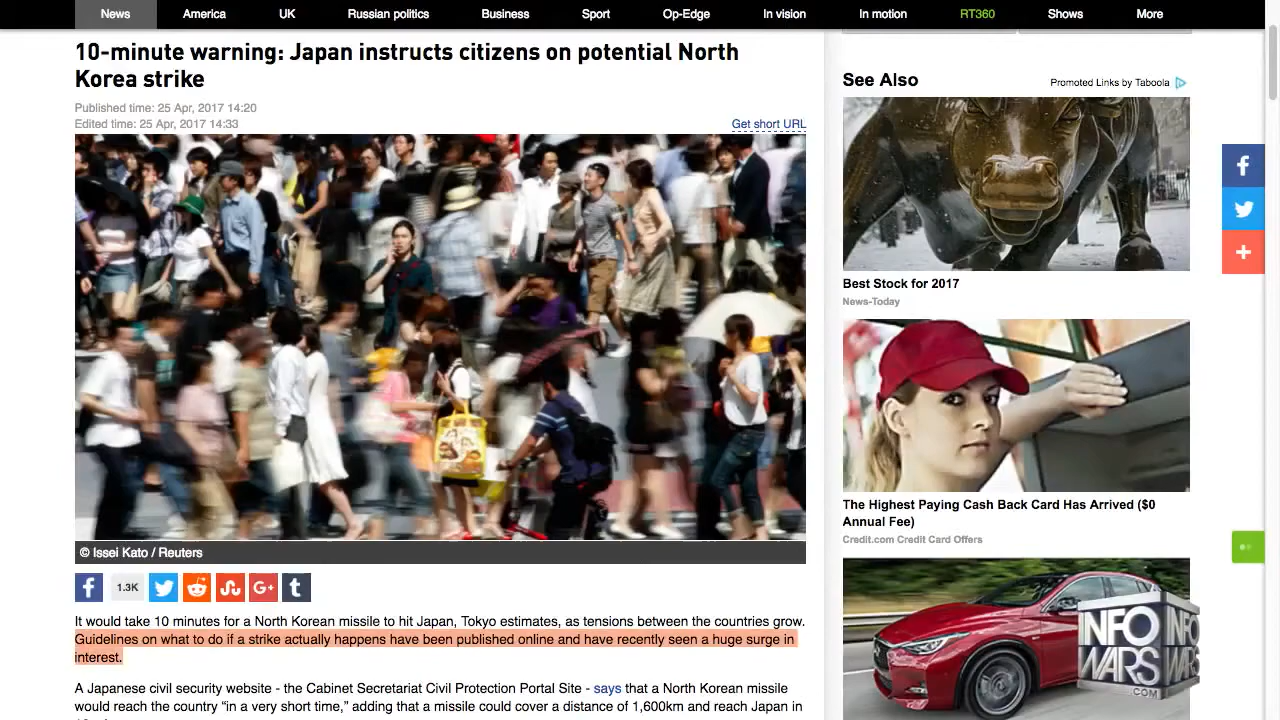 News America UK Russian politics Business Sport Op-Edge In vision In motion RT360 Shows More
10-minute warning: Japan instructs citizens on potential North
Korea strike
Published time: 25 Apr, 2017 14:20
Edited time: 25 Apr, 2017 14:33
Get short URL
© Issei Kato / Reuters
1.3K
It would take 10 minutes for a North Korean missile to hit Japan, Tokyo estimates, as tensions between the countries grow.
Guidelines on what to do if a strike actually happens have been published online and have recently seen a huge surge in
interest.
A Japanese civil security website - the Cabinet Secretariat Civil Protection Portal Site - says that a North Korean missile
would reach the country “in a very short time,” adding that a missile could cover a distance of 1,600km and reach Japan in
See Also
Promoted Links by Taboola
Best Stock for 2017
News-Today
The Highest Paying Cash Back Card Has Arrived ($0
Annual Fee)
Credit.com Credit Card Offers
INFO
WARS
.COM